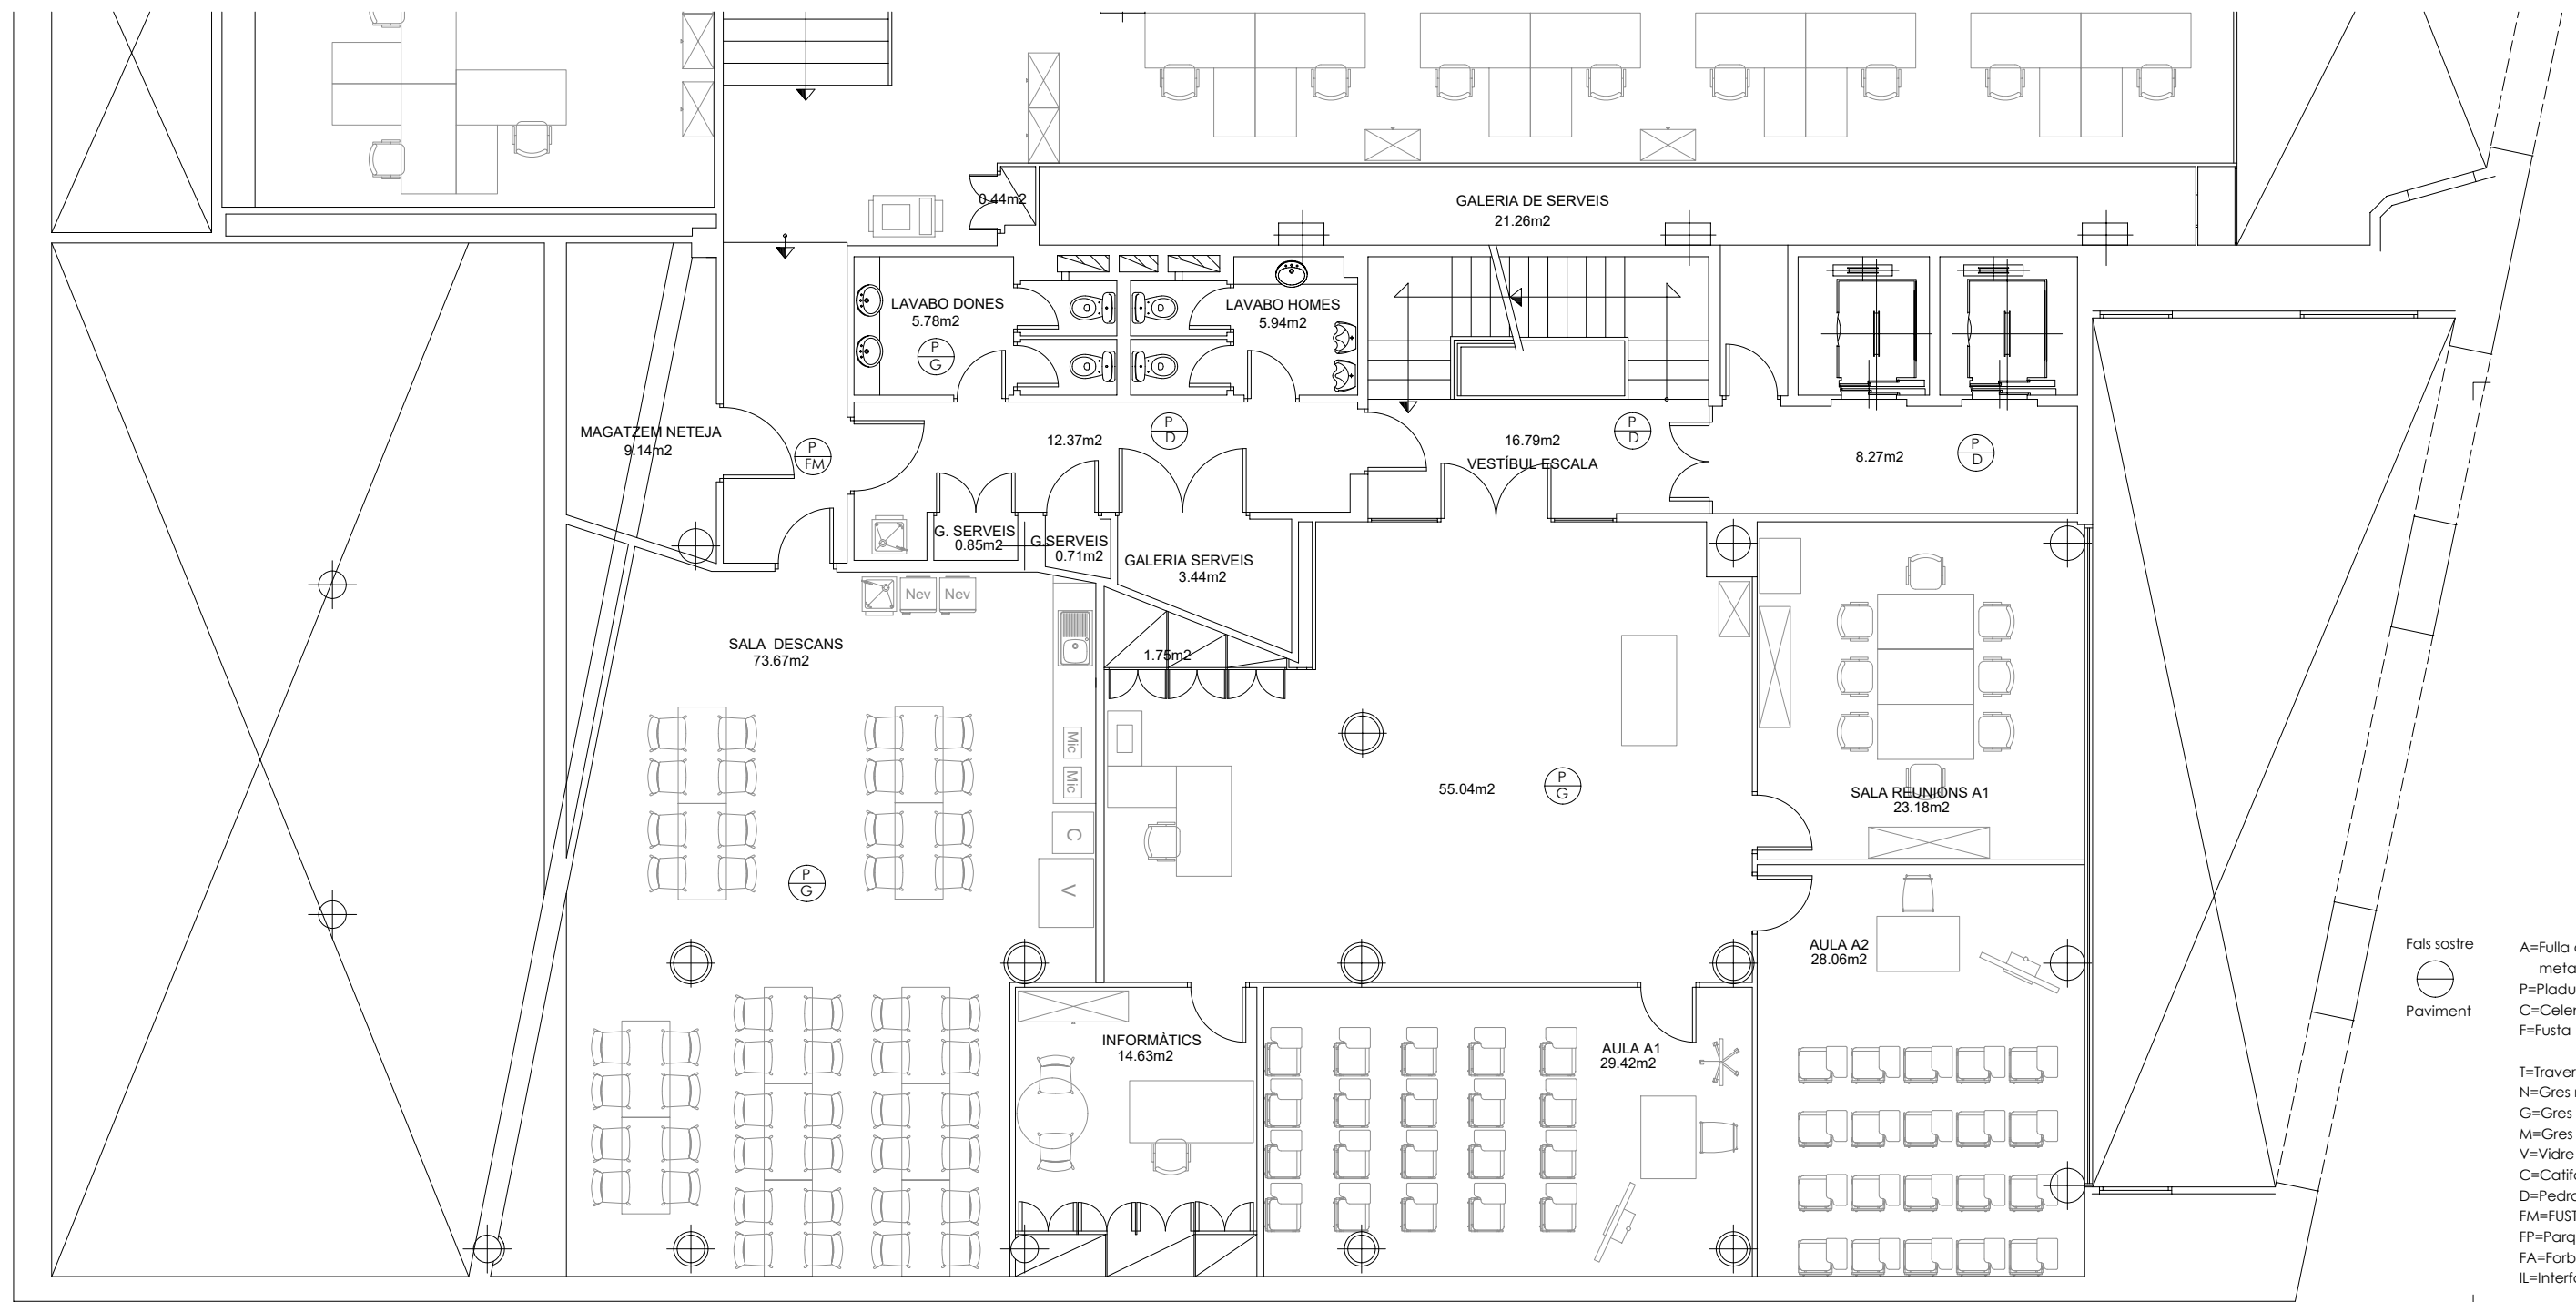 0.44m2
GALERIA DE SERVEIS
21.26m2
LAVABO DONES
5.78m2
P
G
LAVABO HOMES
5.94m2
MAGATZEM NETEJA
9.14m2
P
FM
12.37m2
P
D
16.79m2
VESTÍBUL ESCALA
P
D
8.27m2
P
D
G. SERVEIS
0.85m2
G.SERVEIS
0.71m2
GALERIA SERVEIS
3.44m2
Nev
Nev
SALA DESCANS
73.67m2
1.75m2
Mic
Mic
C
V
P
G
55.04m2
P
G
SALA REUNIONS A1
23.18m2
AULA A2
28.06m2
INFORMÀTICS
14.63m2
AULA A1
29.42m2
Fals sostre
Paviment
A=Fulla
meta
P=Pladu
C=Celer
F=Fusta
T=Traver
N=Gres
G=Gres
M=Gres
V=Vidre
C=Catifa
D=Pedra
FM=FUST
FP=Parq
FA=Forb
IL=Interfa